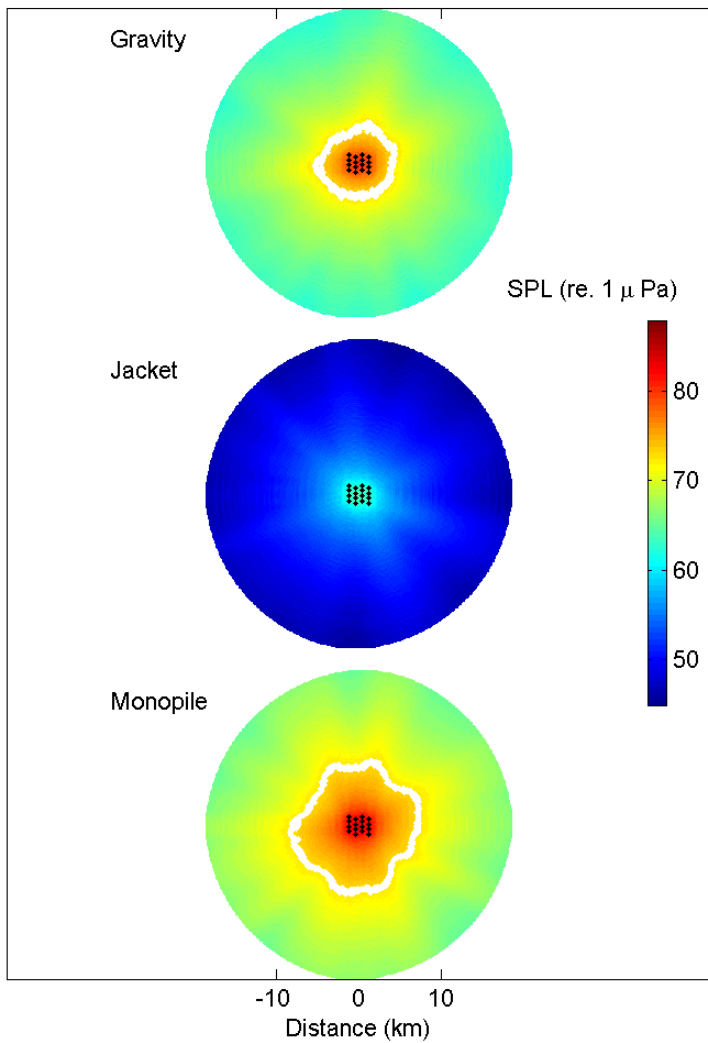 Gravity
SPL (re. 1 μ Pa)
Jacket
80
70
60
50
Monopile
-10 0 10
Distance (km)